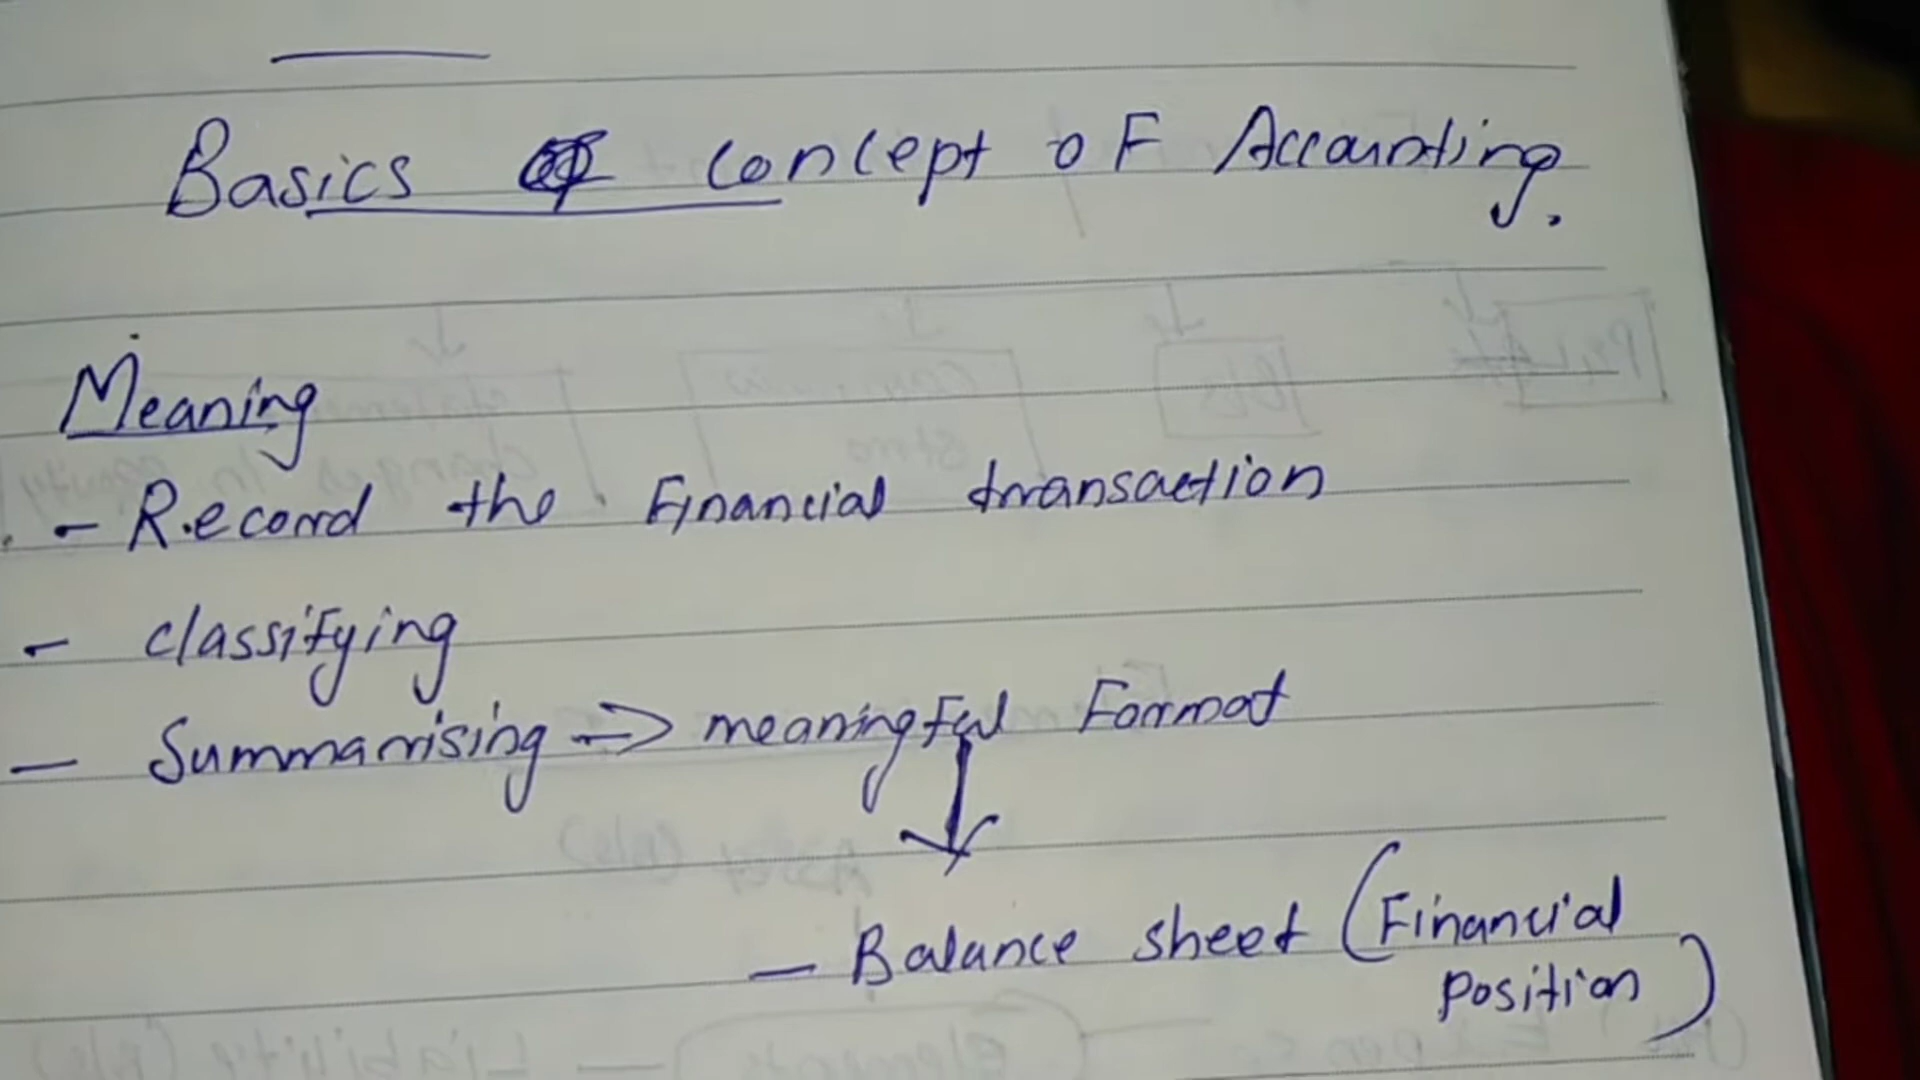 Basics concept of Accounting.
Meaning
- Record the Financial transaction
- classifying
- Summarising => meaningful Format
- Balance sheet (Financial
position)